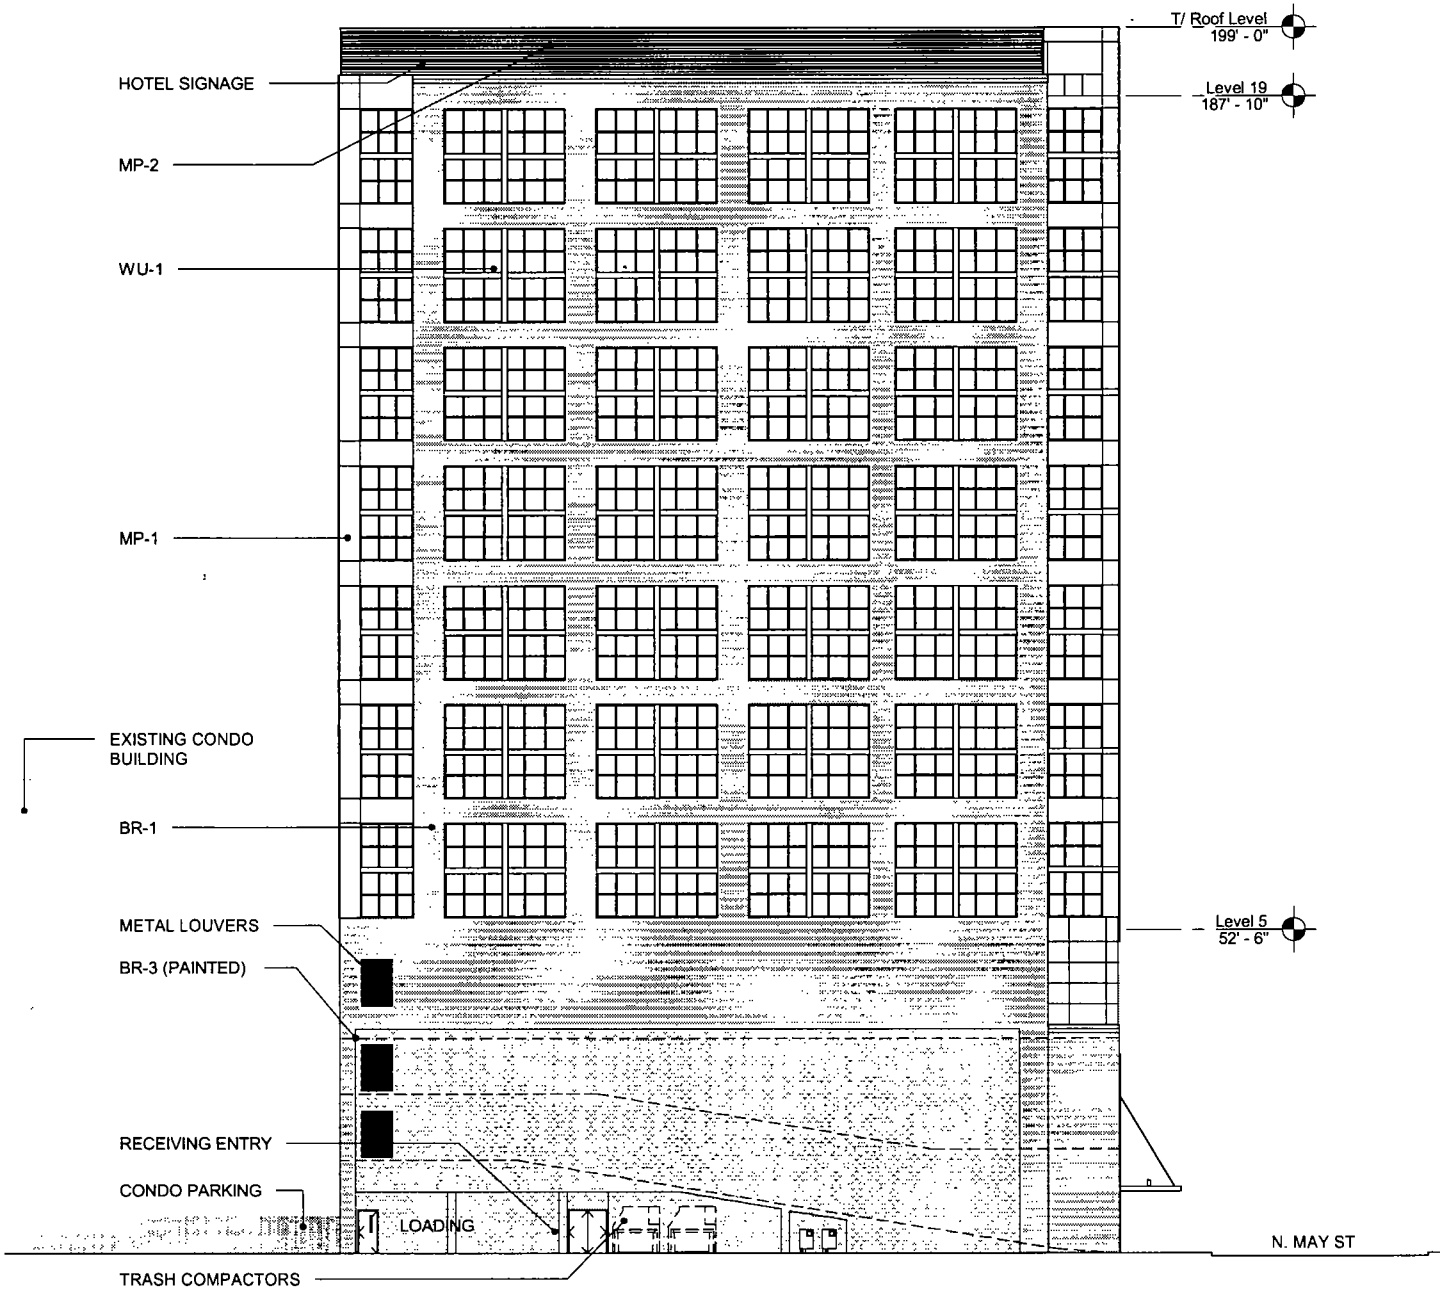 T/ Roof Level
199' - 0"
HOTEL SIGNAGE
Level 19
187' - 10"
MP-2
WU-1
MP-1
EXISTING CONDO
BUILDING
BR-1
METAL LOUVERS
Level 5
52' - 6"
BR-3 (PAINTED)
RECEIVING ENTRY
CONDO PARKING
LOADING
N. MAY ST
TRASH COMPACTORS